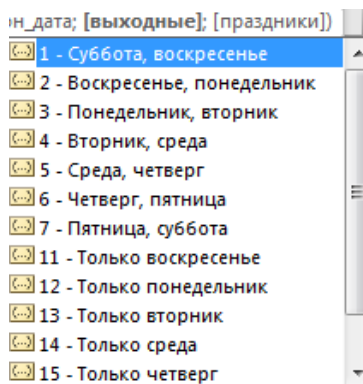 он_дата; [выходные]; [праздники])
1 - Суббота, воскресенье
2 - Воскресенье, понедельник
3 - Понедельник, вторник
4 - Вторник, среда
5 - Среда, четверг
6 - Четверг, пятница
7 - Пятница, суббота
11 - Только воскресенье
12 - Только понедельник
13 - Только вторник
14 - Только среда
15 - Только четверг